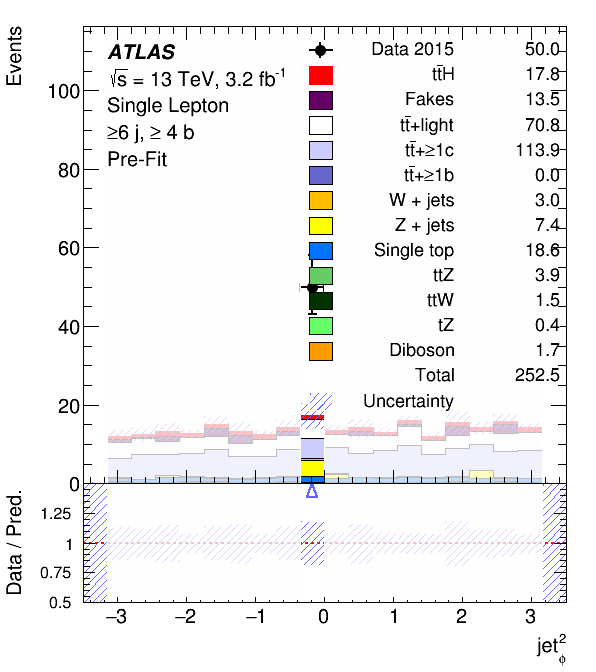 Events
ATLAS
√s = 13 TeV, 3.2 fb⁻¹
Single Lepton
≥6 j, ≥ 4 b
Pre-Fit
Data 2015 50.0
tt̄H 17.8
Fakes 13.5
tt̄+light 70.8
tt̄+≥1c 113.9
tt̄+≥1b 0.0
W + jets 3.0
Z + jets 7.4
Single top 18.6
ttZ 3.9
ttW 1.5
tZ 0.4
Diboson 1.7
Total 252.5
Uncertainty
100
80
60
40
20
0
Data / Pred.
1.25
1
0.75
0.5
−3 −2 −1 0 1 2 3
jet²ϕ